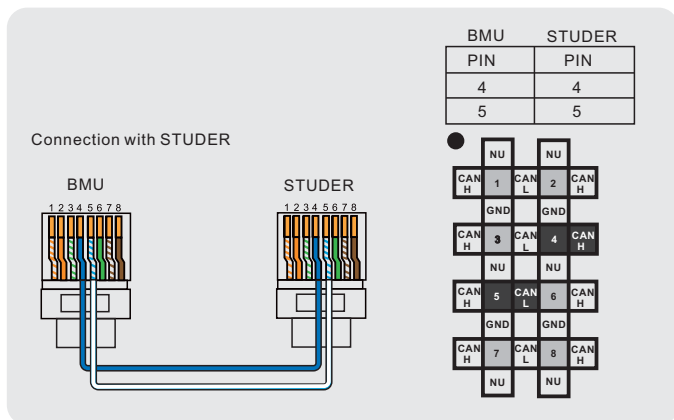 BMU STUDER
PIN PIN
4 4
5 5
Connection with STUDER
BMU STUDER
1 2 3 4 5 6 7 8 1 2 3 4 5 6 7 8
NU NU
CAN H 1 CAN L 2 CAN H
GND GND
CAN H 3 CAN L 4 CAN H
NU NU
CAN H 5 CAN L 6 CAN H
GND GND
CAN H 7 CAN L 8 CAN H
NU NU